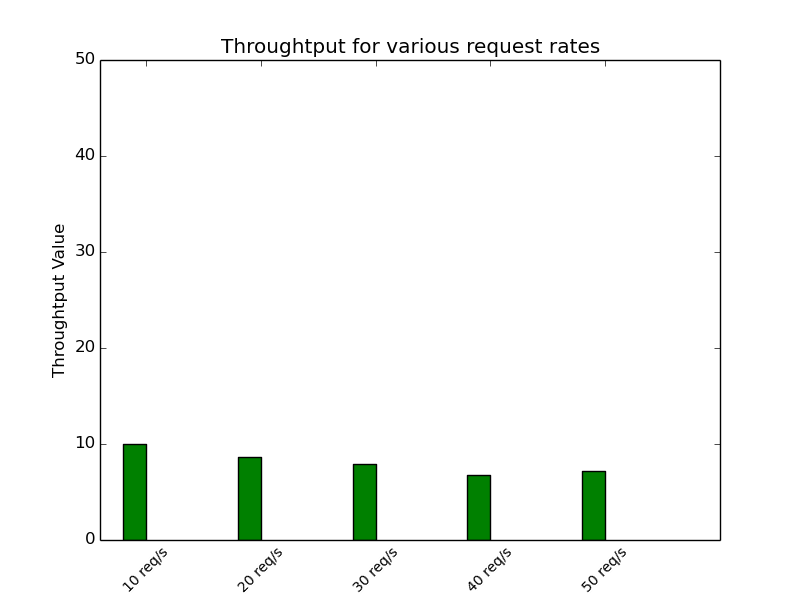 Throughtput for various request rates
50
40
30
20
10
0
Throughtput Value
10 req/s
20 req/s
30 req/s
40 req/s
50 req/s